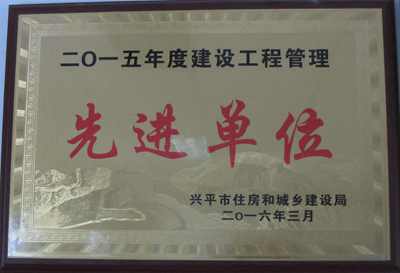 二〇一五年度建设工程管理
先进单位
兴平市住房和城乡建设局
二〇一六年三月